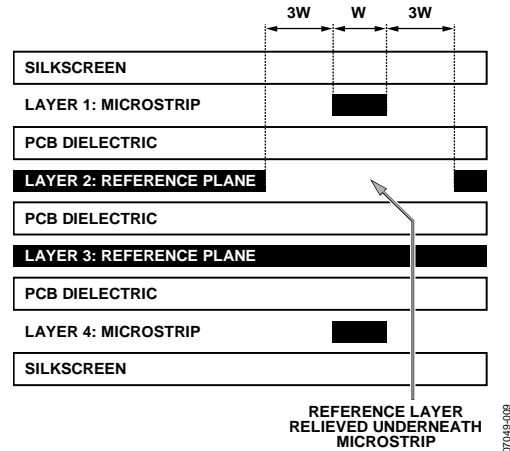 3W W 3W
SILKSCREEN
LAYER 1: MICROSTRIP
PCB DIELECTRIC
LAYER 2: REFERENCE PLANE
PCB DIELECTRIC
LAYER 3: REFERENCE PLANE
PCB DIELECTRIC
LAYER 4: MICROSTRIP
SILKSCREEN
REFERENCE LAYER
RELIEVED UNDERNEATH
MICROSTRIP
07049-009